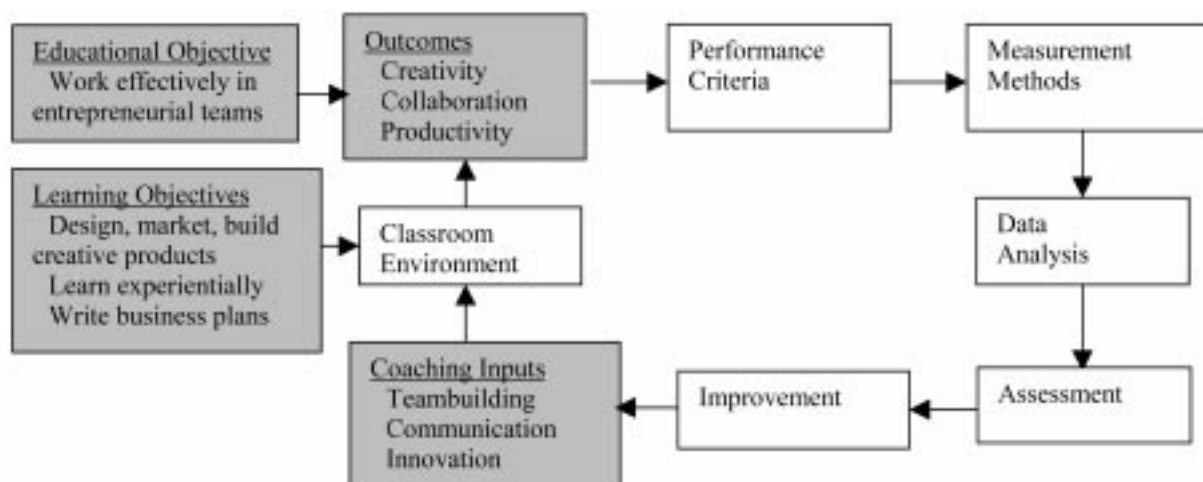 Educational Objective
Work effectively in
entrepreneurial teams
Outcomes
Creativity
Collaboration
Productivity
Performance
Criteria
Measurement
Methods
Learning Objectives
Design, market, build
creative products
Learn experientially
Write business plans
Classroom
Environment
Data
Analysis
Coaching Inputs
Teambuilding
Communication
Innovation
Improvement
Assessment